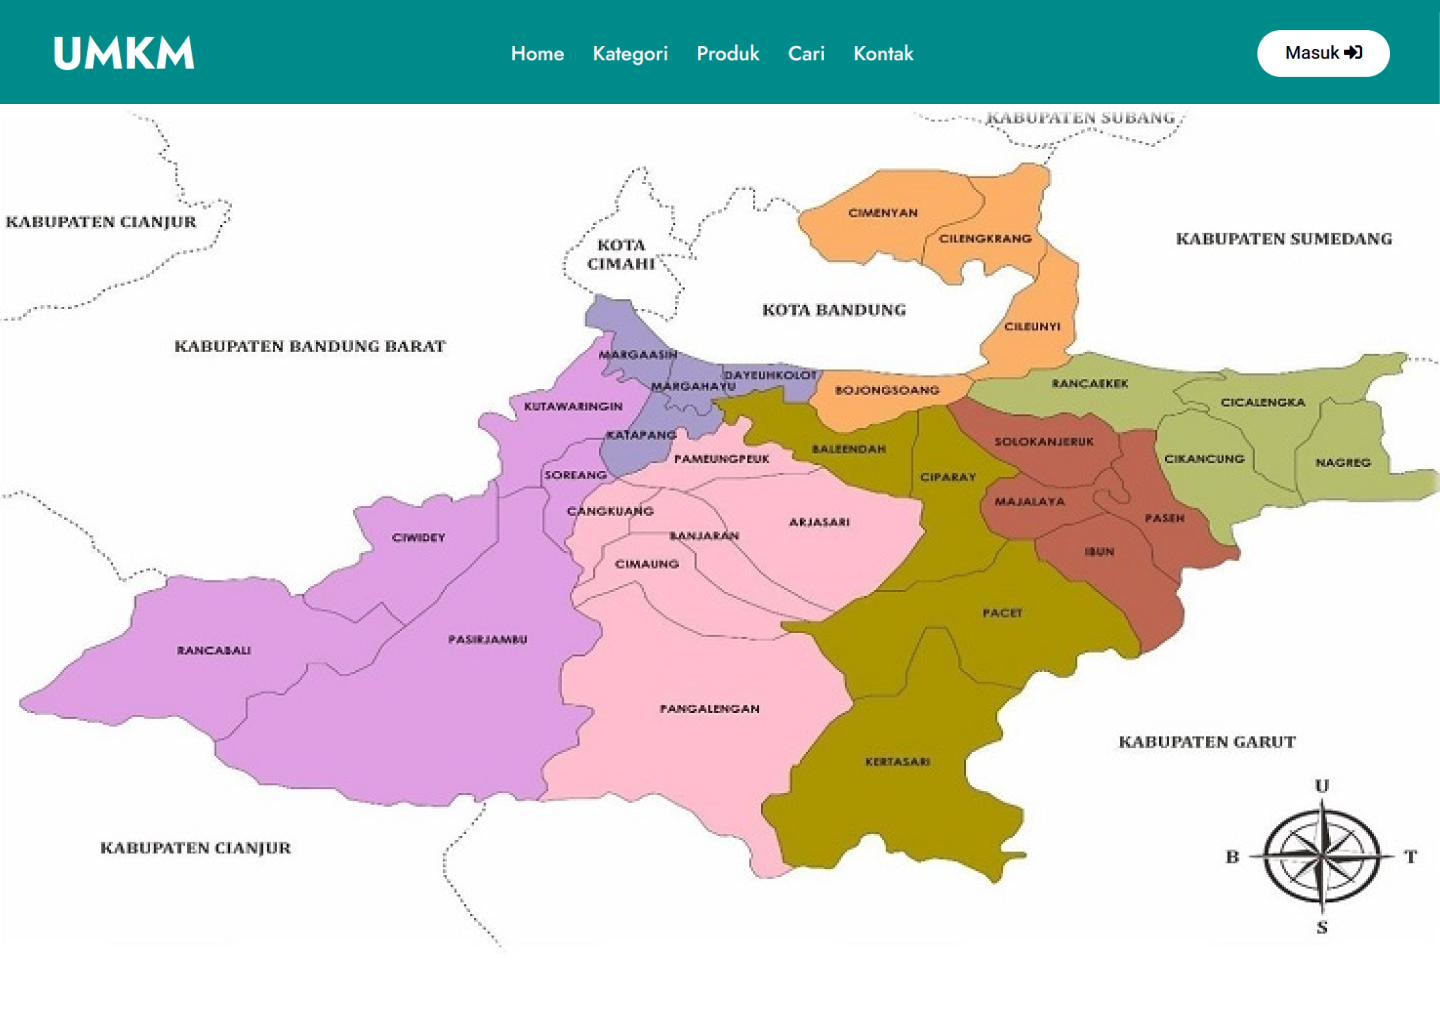 UMKM
Home
Kategori
Produk
Cari
Kontak
Masuk
KABUPATEN SUBANG
KABUPATEN CIANJUR
CIMENYAN
CILENGKRANG
KABUPATEN SUMEDANG
KOTA
CIMAHI
KOTA BANDUNG
CILEUNYI
KABUPATEN BANDUNG BARAT
MARGAASIH
MARGAHAYU
DAYEUHKOLOT
BOJONGSOANG
RANCAEKEK
CICALENGKA
KUTAWARINGIN
KATAPANG
SOLOKANJERUK
BALEENDAH
PAMEUNGPEUK
CIKANCUNG
NAGREG
SOREANG
CIPARAY
MAJALAYA
CANGKUANG
ARJASARI
PASEH
CIWIDEY
BANJARAN
IBUN
CIMAUNG
PACET
PASIRJAMBU
RANCABALI
PANGALENGAN
KABUPATEN GARUT
KERTASARI
KABUPATEN CIANJUR
U
B
T
S